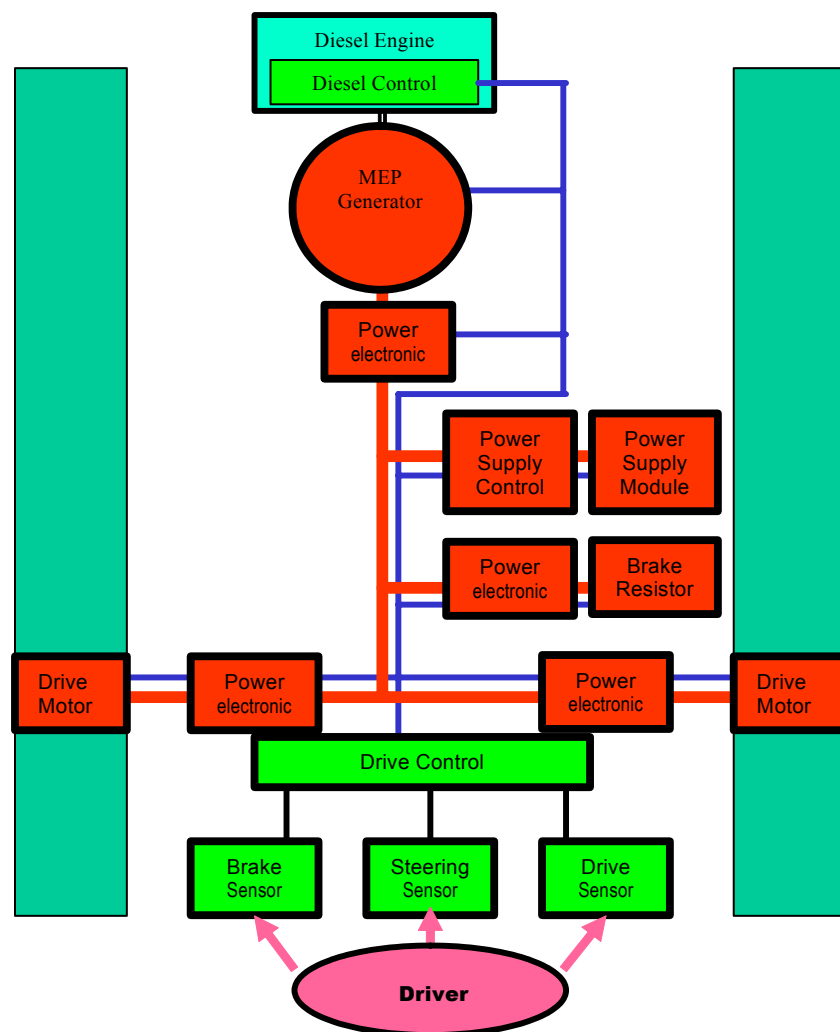 Diesel Engine
Diesel Control
MEP
Generator
Power
electronic
Power
Supply
Control
Power
Supply
Module
Power
electronic
Brake
Resistor
Drive
Motor
Power
electronic
Power
electronic
Drive
Motor
Drive Control
Brake
Sensor
Steering
Sensor
Drive
Sensor
Driver